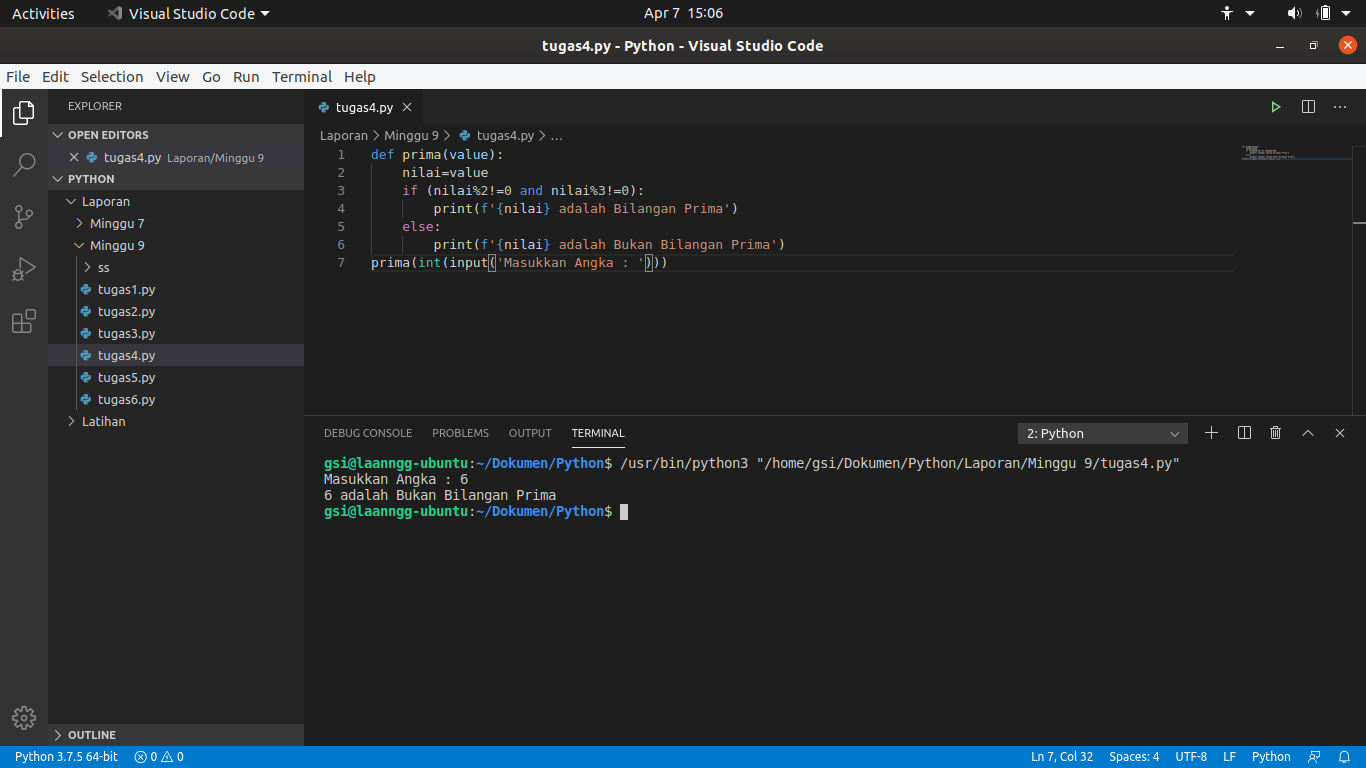 Activities Visual Studio Code Apr 7 15:06
tugas4.py - Python - Visual Studio Code
File Edit Selection View Go Run Terminal Help
EXPLORER
OPEN EDITORS
tugas4.py Laporan/Minggu 9
PYTHON
Laporan
Minggu 7
Minggu 9
ss
tugas1.py
tugas2.py
tugas3.py
tugas4.py
tugas5.py
tugas6.py
Latihan
OUTLINE
tugas4.py
Laporan > Minggu 9 > tugas4.py > ...
1 def prima(value):
2     nilai=value
3     if (nilai%2!=0 and nilai%3!=0):
4         print(f'{nilai} adalah Bilangan Prima')
5     else:
6         print(f'{nilai} adalah Bukan Bilangan Prima')
7 prima(int(input('Masukkan Angka : ')))
DEBUG CONSOLE PROBLEMS OUTPUT TERMINAL 2: Python
gsi@laanngg-ubuntu:~/Dokumen/Python$ /usr/bin/python3 "/home/gsi/Dokumen/Python/Laporan/Minggu 9/tugas4.py"
Masukkan Angka : 6
6 adalah Bukan Bilangan Prima
gsi@laanngg-ubuntu:~/Dokumen/Python$
Python 3.7.5 64-bit 0 0 Ln 7, Col 32 Spaces: 4 UTF-8 LF Python